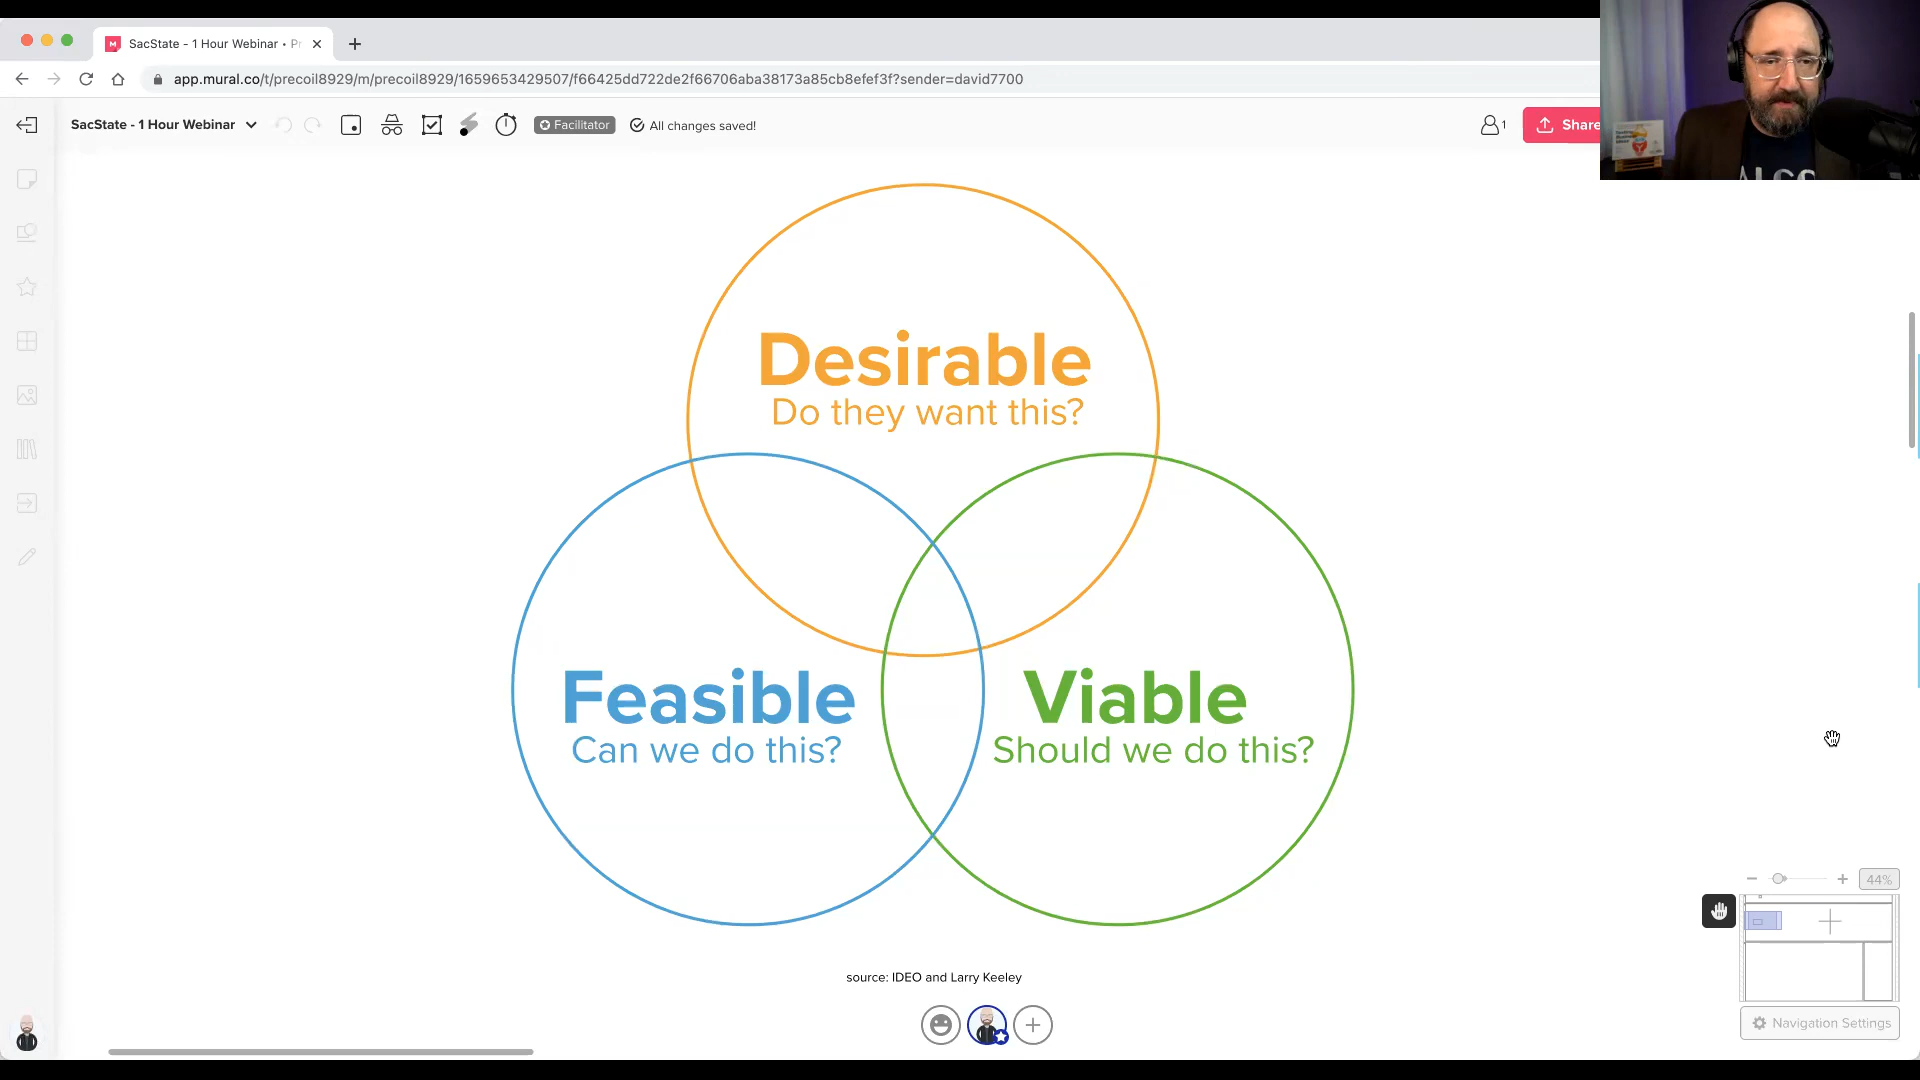 SacState - 1 Hour Webinar • Pr
app.mural.co/t/precoil8929/m/precoil8929/1659653429507/f66425dd722de2f66706aba38173a85cb8efef3f?sender=david7700
SacState - 1 Hour Webinar
Facilitator
All changes saved!
1
Share
Desirable
Do they want this?
Feasible
Can we do this?
Viable
Should we do this?
44%
source: IDEO and Larry Keeley
Navigation Settings